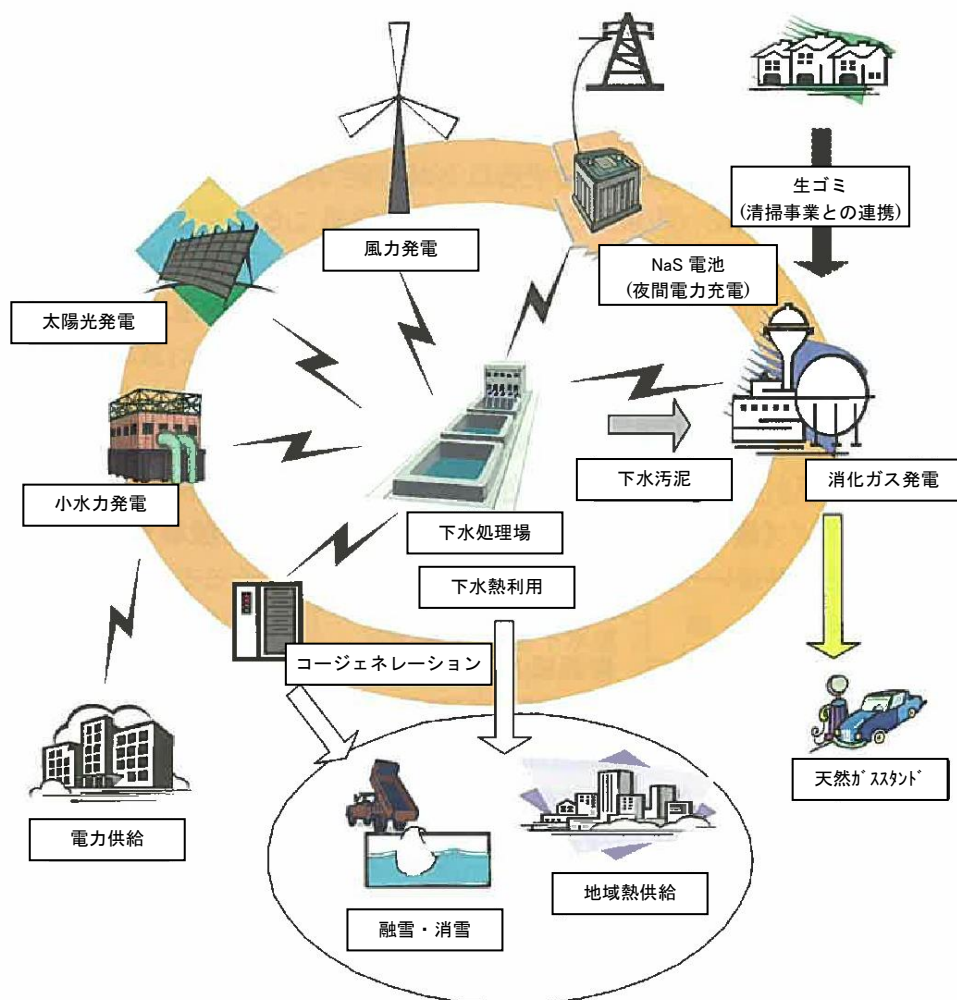 生ゴミ
(清掃事業との連携)
風力発電
NaS 電池
(夜間電力充電)
太陽光発電
下水汚泥
消化ガス発電
小水力発電
下水処理場
下水熱利用
コージェネレーション
天然ｶﾞｽｽﾀﾝﾄﾞ
電力供給
地域熱供給
融雪・消雪